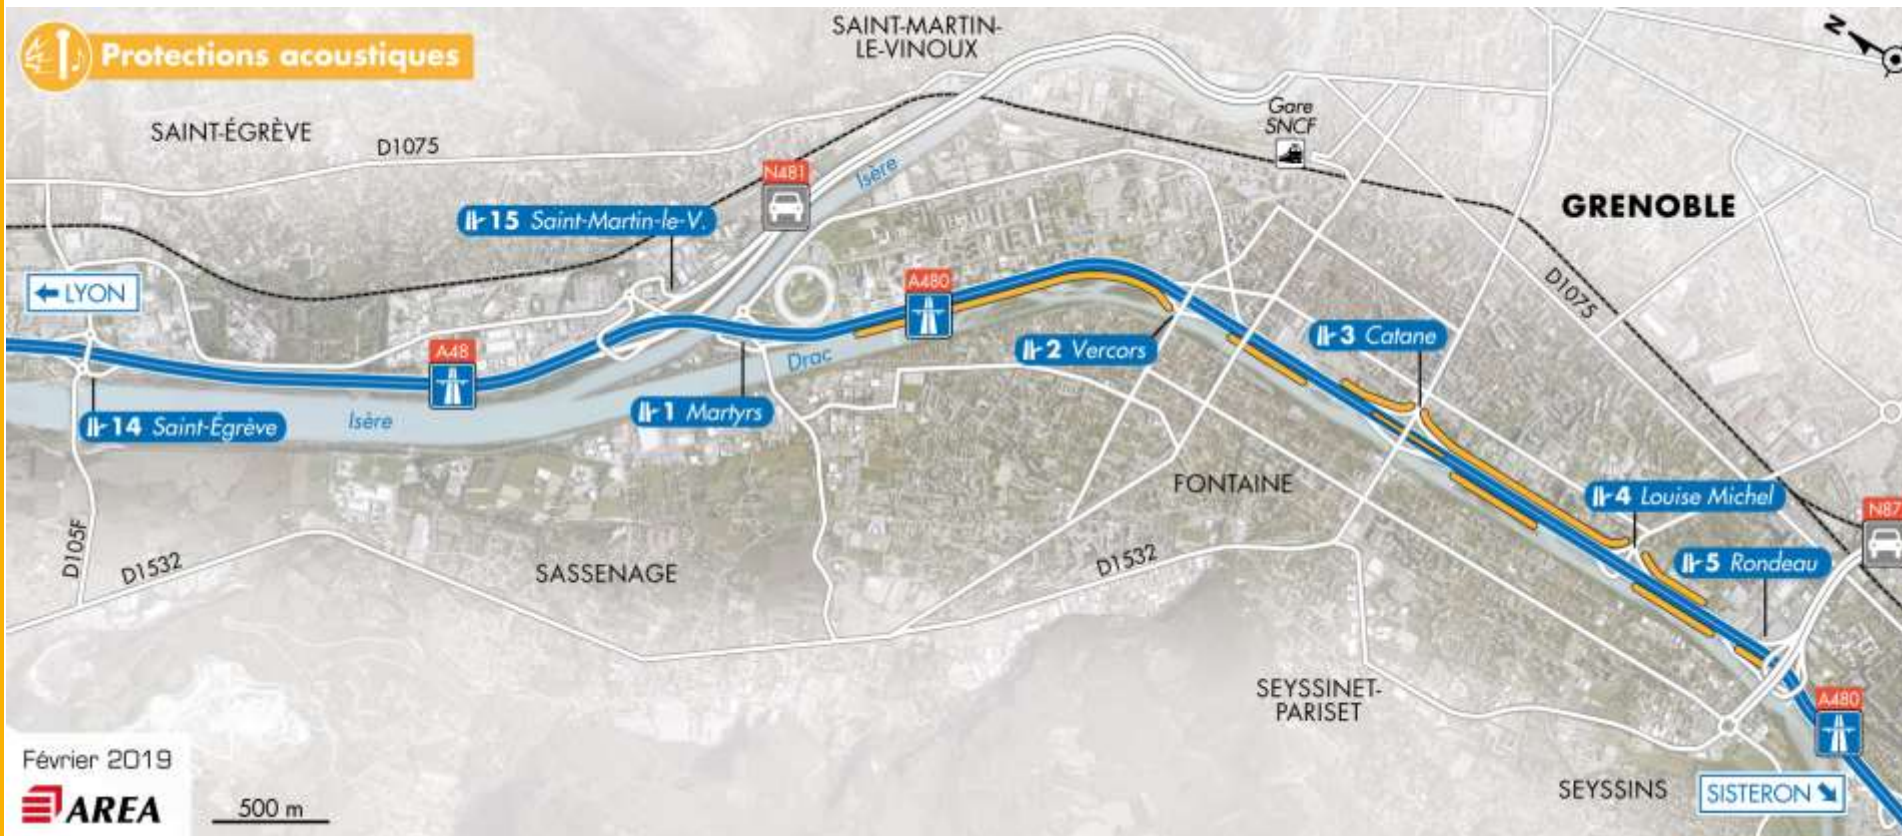 Protections acoustiques
SAINT-MARTIN-
LE-VINOUX
N
Gare
SNCF
SAINT-ÉGRÈVE
D1075
N481
Isère
15 Saint-Martin-le-V.
GRENOBLE
LYON
A480
D1075
A48
Drac
2 Vercors
3 Catane
14 Saint-Égrève
Isère
1 Martyrs
FONTAINE
4 Louise Michel
N87
D105F
D1532
SASSENAGE
D1532
5 Rondeau
SEYSSINET-
PARISET
A480
Février 2019
AREA
500 m
SEYSSINS
SISTERON